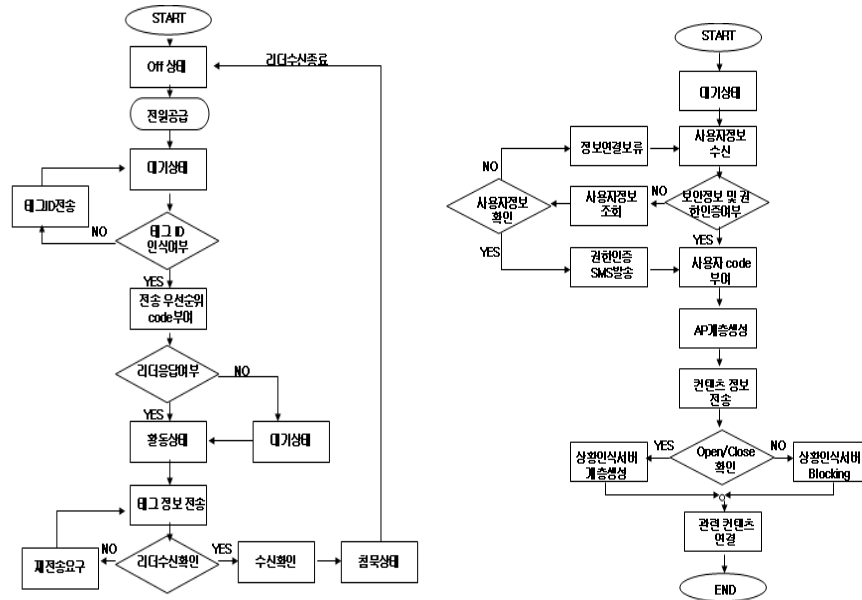 START
Off 상태
리더수신종료
전원공급
대기상태
태그ID전송
NO
태그 ID
인식여부
YES
전송 우선순위
code부여
리더응답여부
NO
YES
활동상태
대기상태
태그 정보 전송
NO
리더수신확인
YES
재전송요구
수신확인
침묵상태
START
대기상태
정보연결보류
사용자정보
수신
NO
사용자정보
확인
사용자정보
조회
NO
보안정보 및 권
한인증여부
YES
YES
권한인증
SMS발송
사용자 code
부여
AP계층생성
컨텐츠 정보
전송
YES
Open/Close
확인
NO
상황인식서버
계층생성
상황인식서버
Blocking
관련 컨텐츠
연결
END